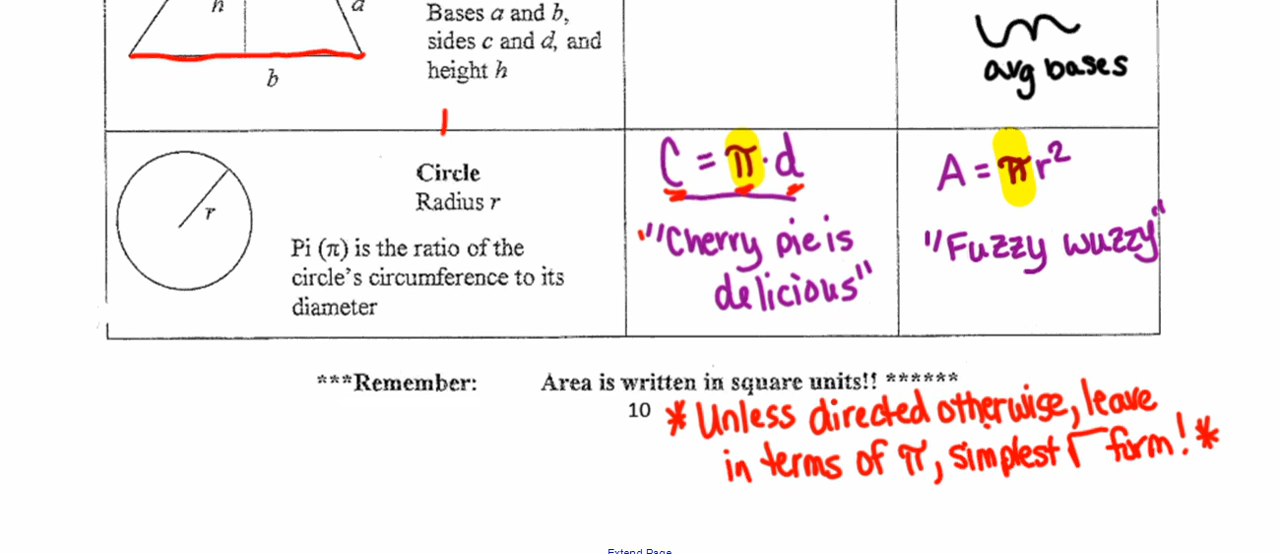 h
a
b
Bases a and b,
sides c and d, and
height h
avg bases
r
Circle
Radius r
Pi (π) is the ratio of the
circle's circumference to its
diameter
C = π · d
"Cherry pie is
delicious"
A = πr²
"Fuzzy wuzzy"
***Remember: Area is written in square units!! ******
10
* Unless directed otherwise, leave
in terms of π, simplest √ form! *
Extend Page